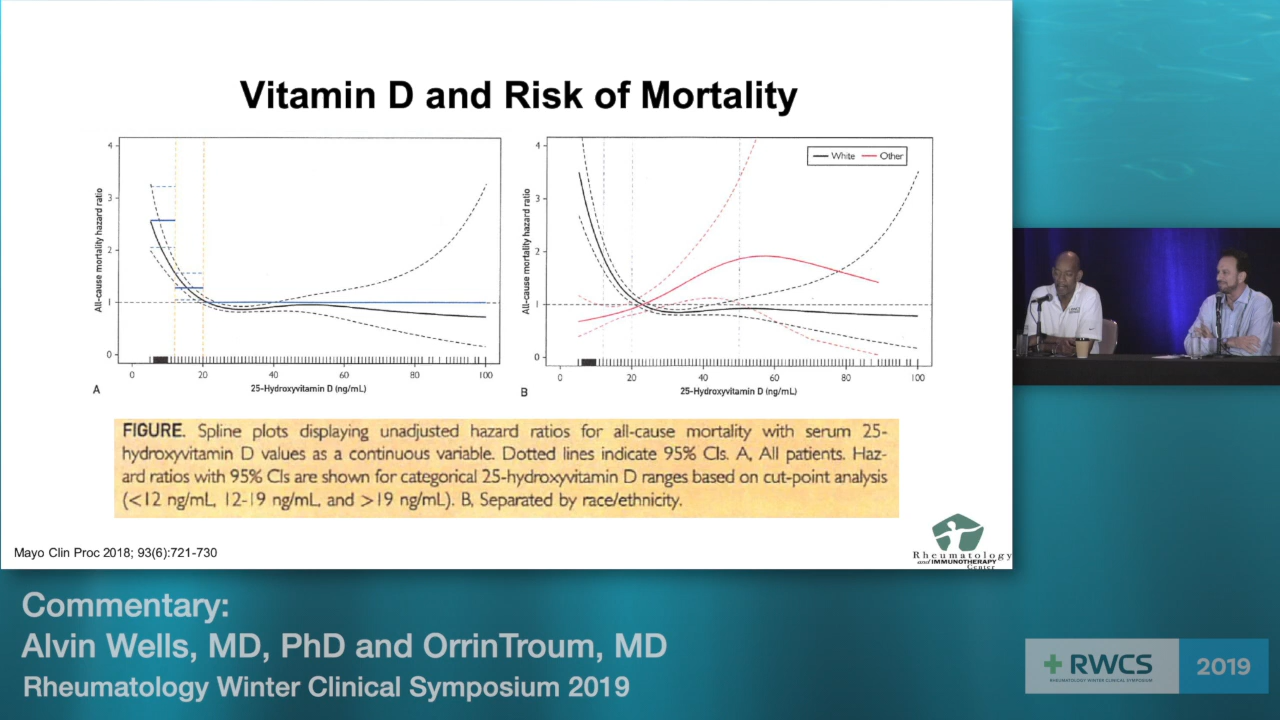 Vitamin D and Risk of Mortality
All-cause mortality hazard ratio
4
3
2
1
0
0 20 40 60 80 100
25-Hydroxyvitamin D (ng/mL)
A
White Other
All-cause mortality hazard ratio
4
3
2
1
0
0 20 40 60 80 100
25-Hydroxyvitamin D (ng/mL)
B
FIGURE. Spline plots displaying unadjusted hazard ratios for all-cause mortality with serum 25-
hydroxyvitamin D values as a continuous variable. Dotted lines indicate 95% CIs. A, All patients. Haz-
ard ratios with 95% CIs are shown for categorical 25-hydroxyvitamin D ranges based on cut-point analysis
(<12 ng/mL, 12-19 ng/mL, and >19 ng/mL). B, Separated by race/ethnicity.
Mayo Clin Proc 2018; 93(6):721-730
Rheumatology
and IMMUNOTHERAPY
Center
Commentary:
Alvin Wells, MD, PhD and OrrinTroum, MD
Rheumatology Winter Clinical Symposium 2019
RWCS
RHEUMATOLOGY WINTER CLINICAL SYMPOSIUM
2019